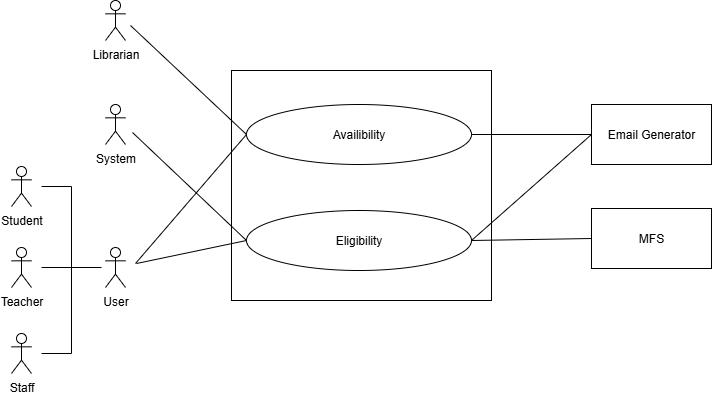 Librarian
Availibility
Email Generator
System
Student
Eligibility
MFS
Teacher
User
Staff